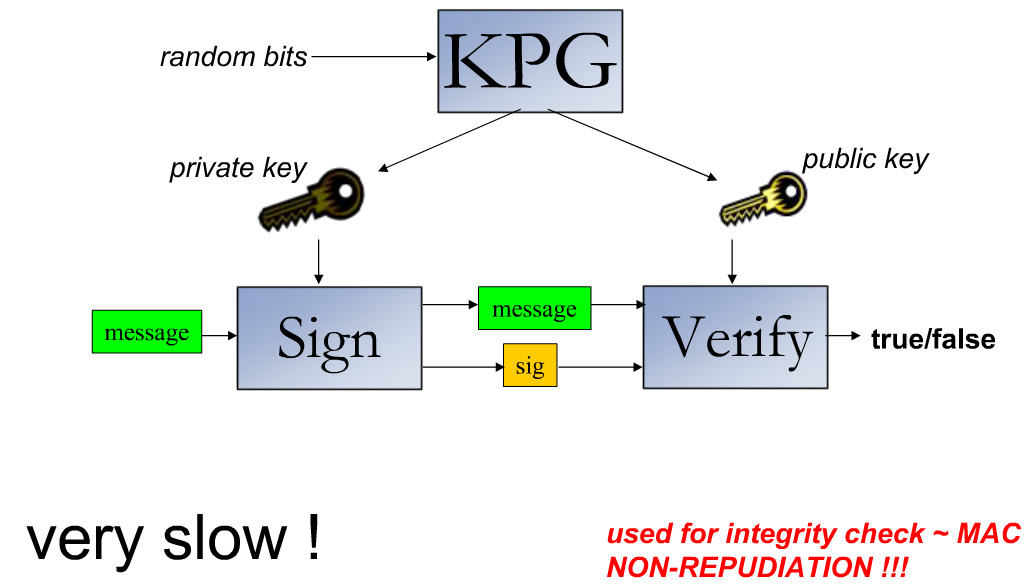 KPG
random bits
private key
public key
message
Sign
message
sig
Verify
true/false
very slow !
used for integrity check ~ MAC
NON-REPUDIATION !!!